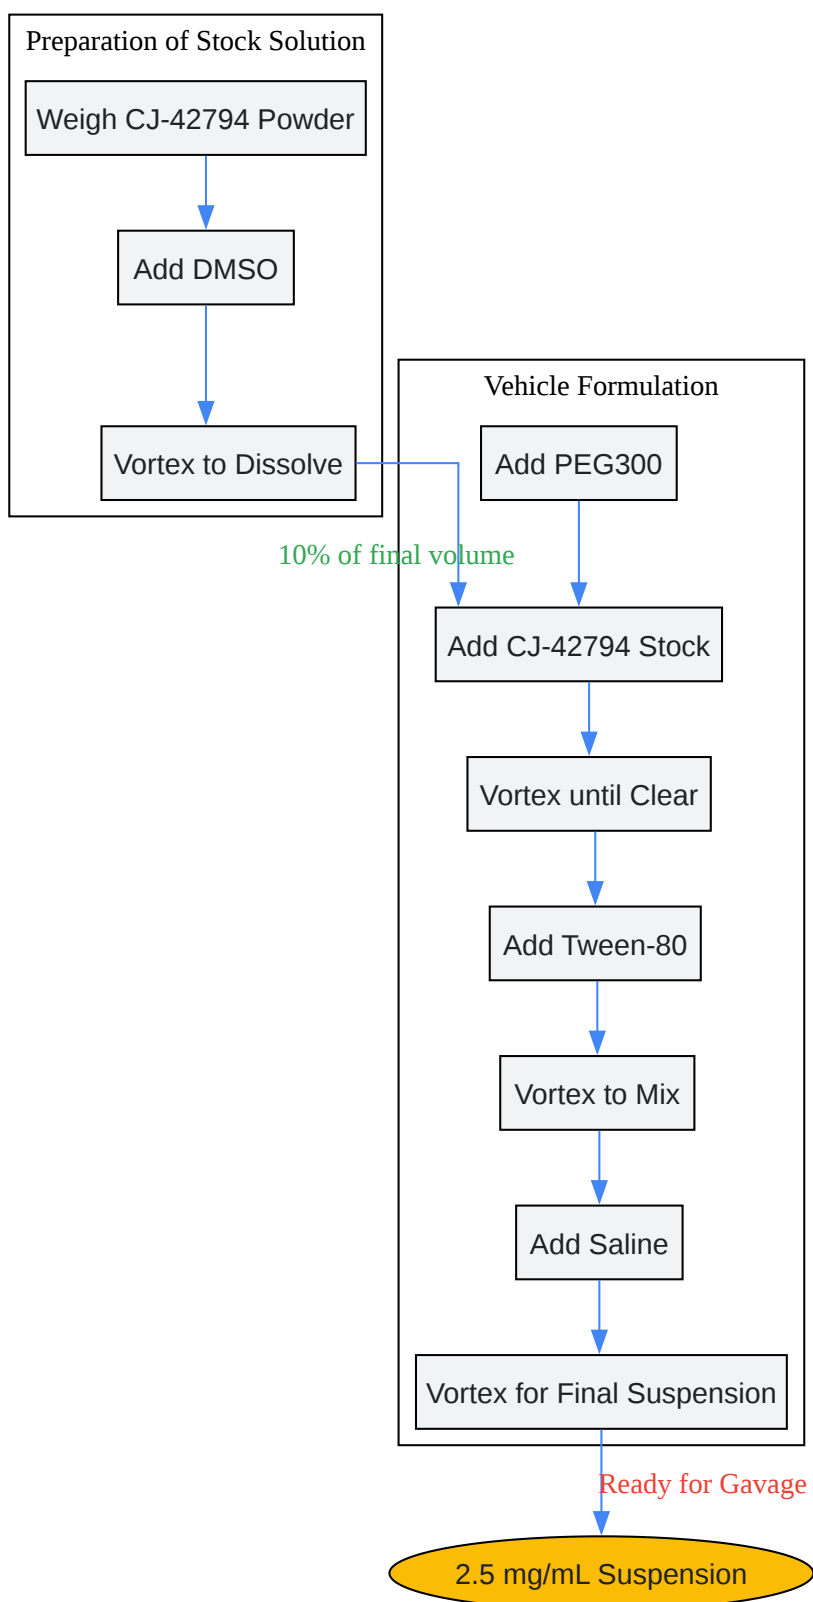 Preparation of Stock Solution
Weigh CJ-42794 Powder
Add DMSO
Vortex to Dissolve
10% of final volume
Vehicle Formulation
Add PEG300
Add CJ-42794 Stock
Vortex until Clear
Add Tween-80
Vortex to Mix
Add Saline
Vortex for Final Suspension
Ready for Gavage
2.5 mg/mL Suspension